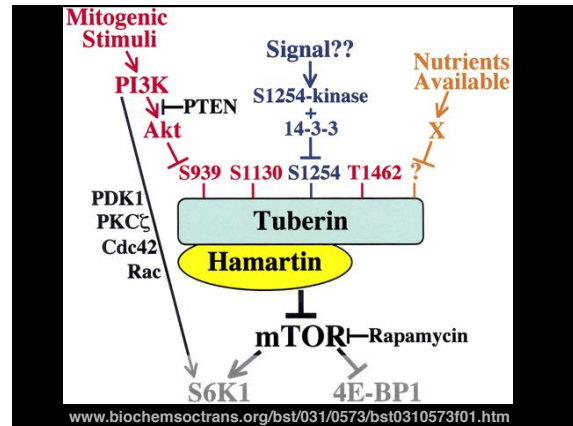 Mitogenic
Stimuli
Signal??
Nutrients
Available
PI3K
S1254-kinase
+
14-3-3
PTEN
Akt
X
S939 S1130 S1254 T1462 ?
PDK1
PKCζ
Cdc42
Rac
Tuberin
Hamartin
mTOR
Rapamycin
S6K1
4E-BP1
www.biochemsoctrans.org/bst/031/0573/bst0310573f01.htm